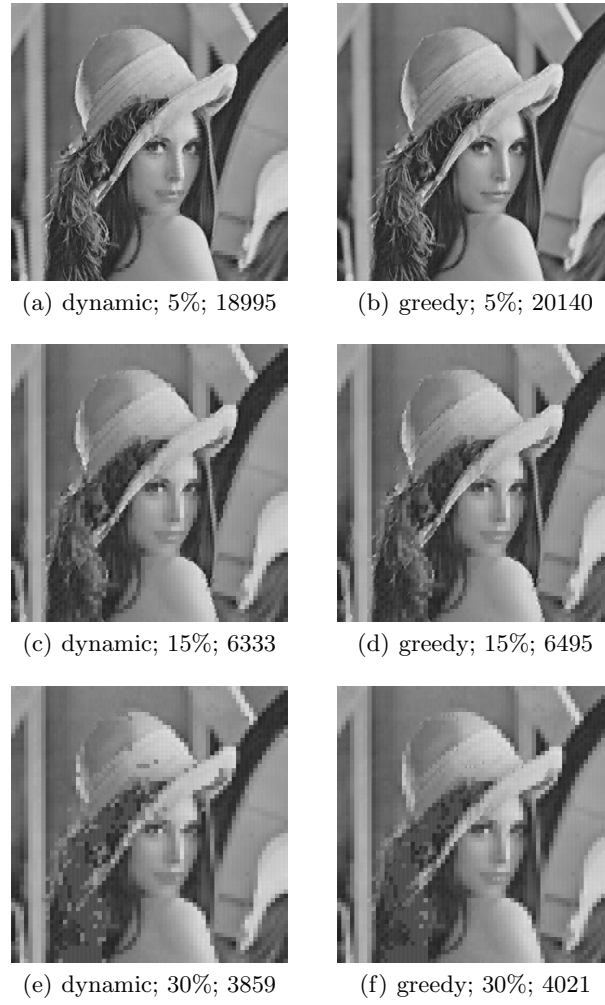 (a) dynamic; 5%; 18995
(b) greedy; 5%; 20140
(c) dynamic; 15%; 6333
(d) greedy; 15%; 6495
(e) dynamic; 30%; 3859
(f) greedy; 30%; 4021